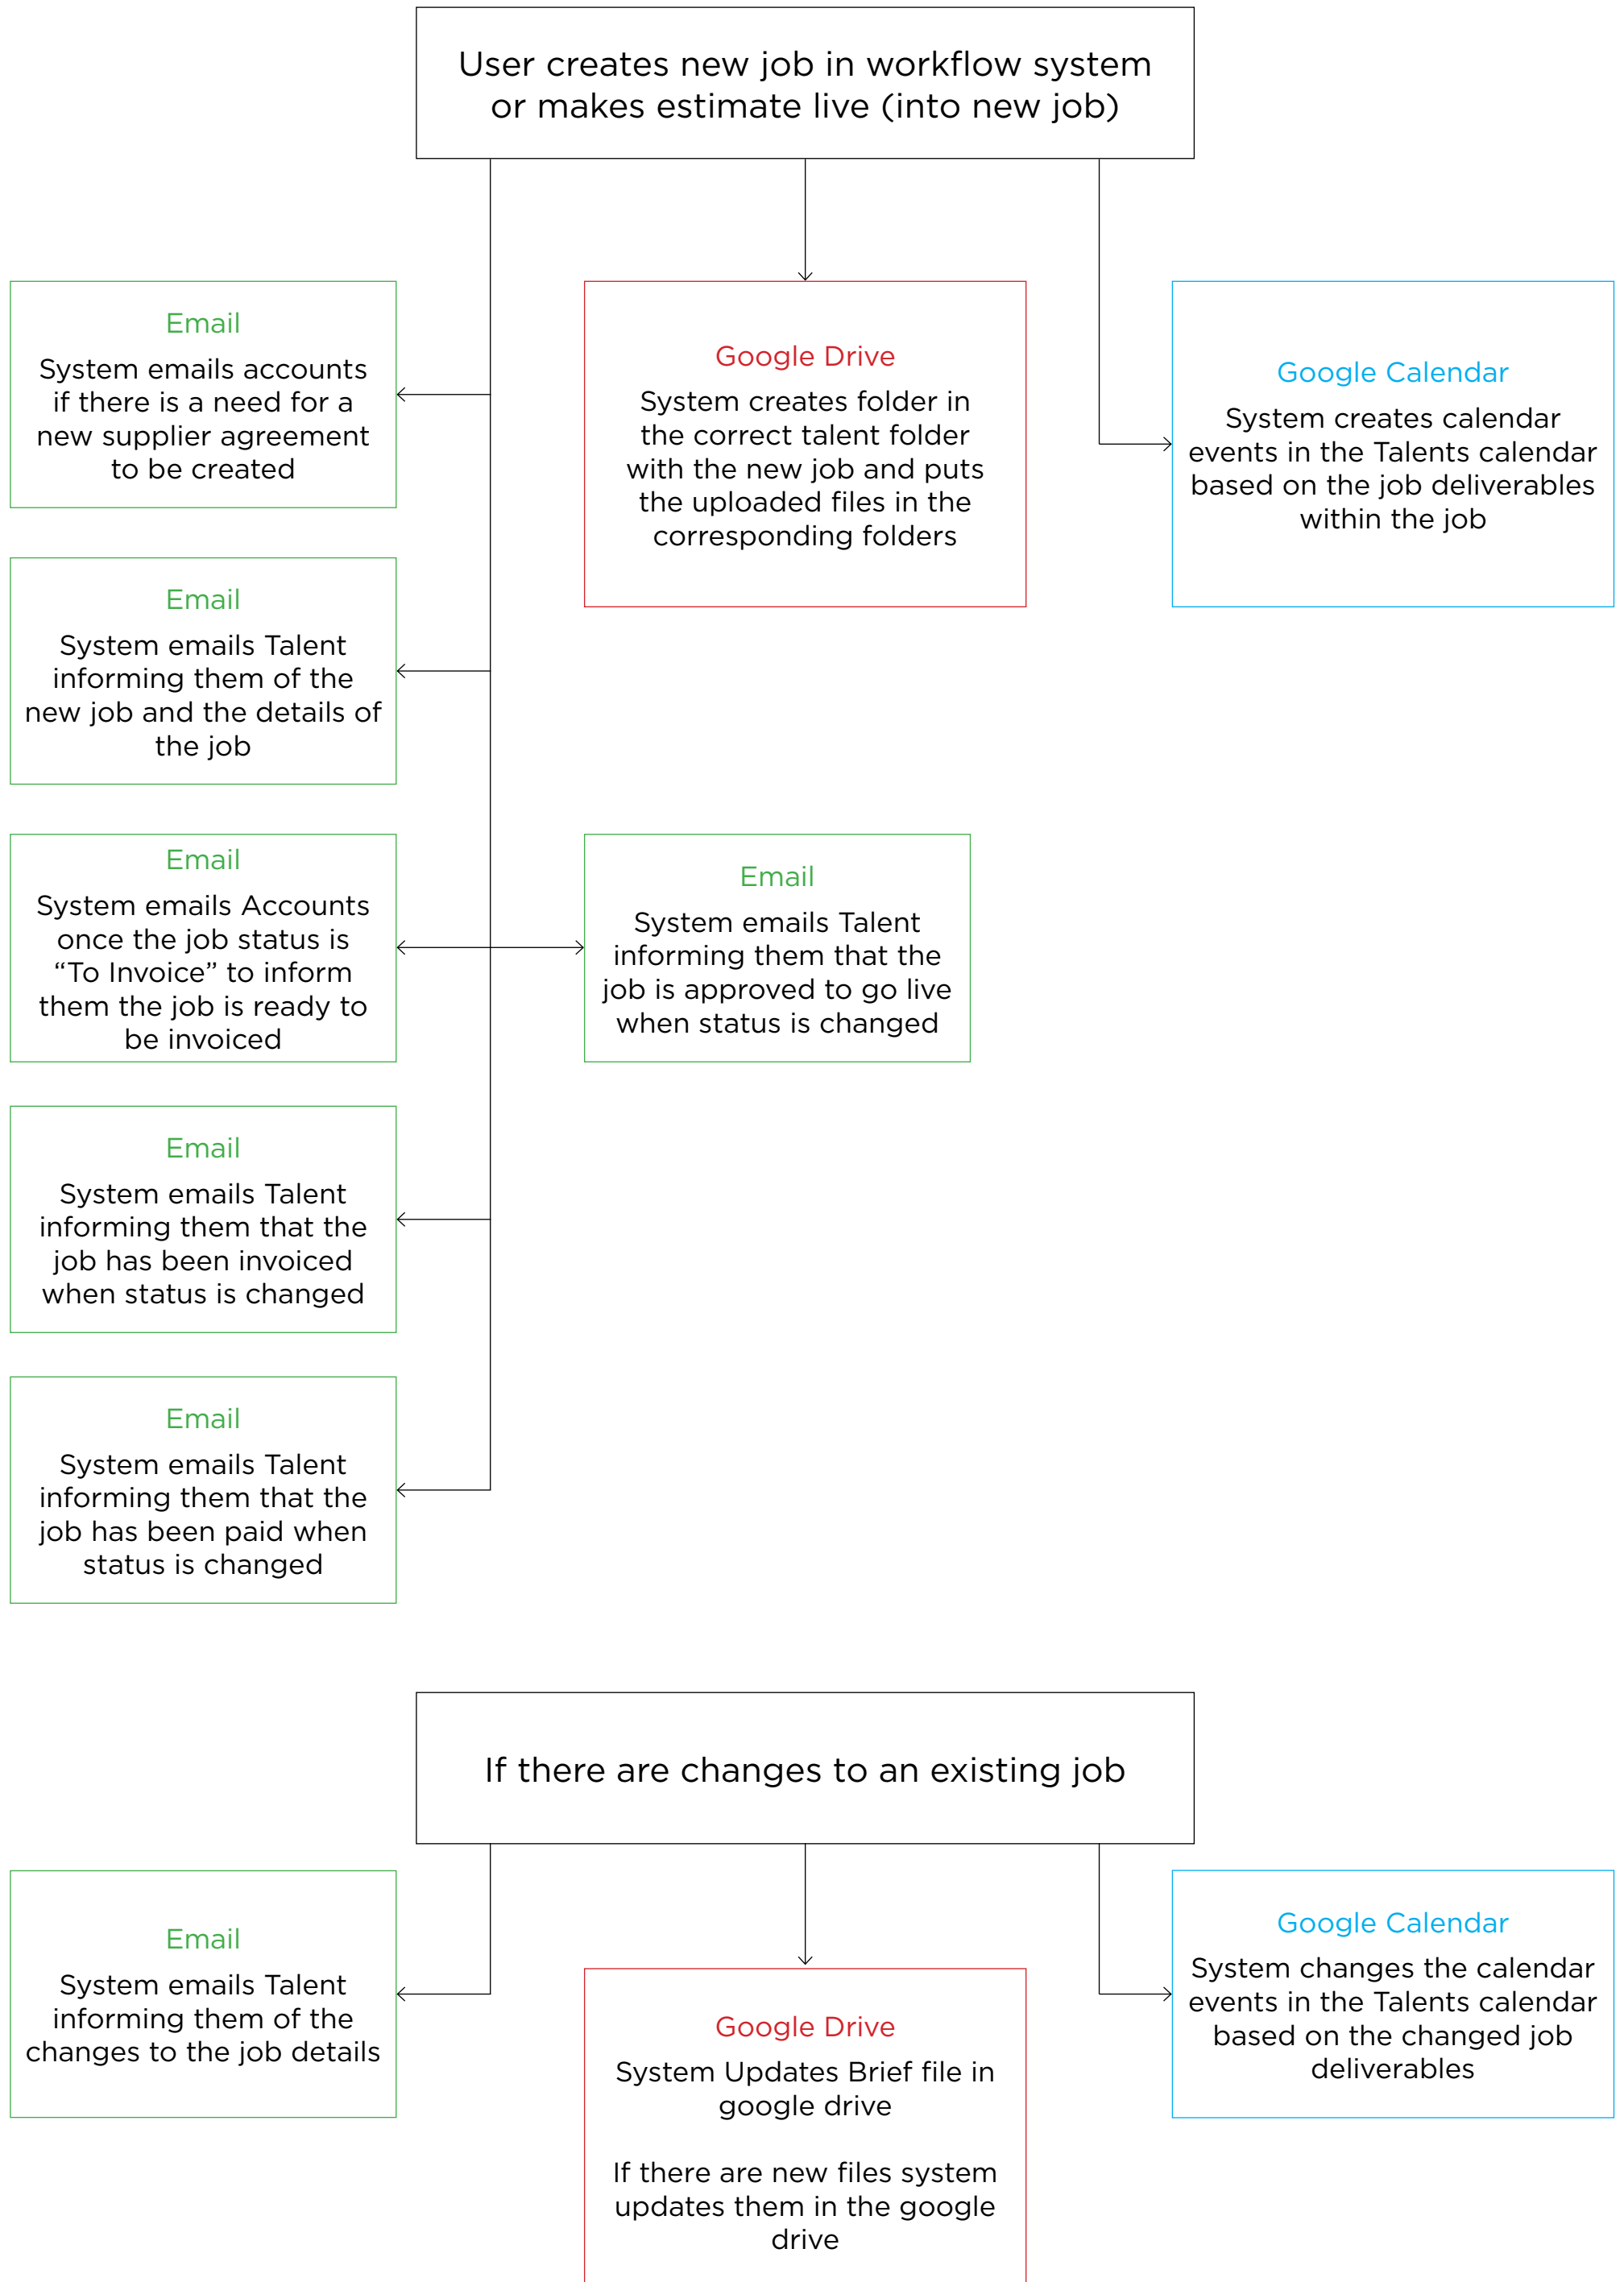 User creates new job in workflow system
or makes estimate live (into new job)
Email
System emails accounts
if there is a need for a
new supplier agreement
to be created
Google Drive
System creates folder in
the correct talent folder
with the new job and puts
the uploaded files in the
corresponding folders
Google Calendar
System creates calendar
events in the Talents calendar
based on the job deliverables
within the job
Email
System emails Talent
informing them of the
new job and the details of
the job
Email
System emails Accounts
once the job status is
“To Invoice” to inform
them the job is ready to
be invoiced
Email
System emails Talent
informing them that the
job is approved to go live
when status is changed
Email
System emails Talent
informing them that the
job has been invoiced
when status is changed
Email
System emails Talent
informing them that the
job has been paid when
status is changed
If there are changes to an existing job
Email
System emails Talent
informing them of the
changes to the job details
Google Drive
System Updates Brief file in
google drive
If there are new files system
updates them in the google
drive
Google Calendar
System changes the calendar
events in the Talents calendar
based on the changed job
deliverables